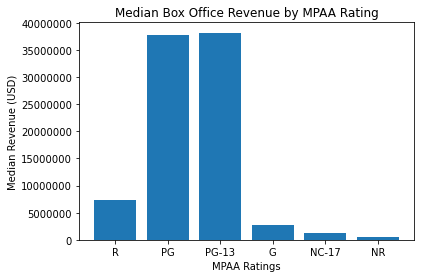 Median Box Office Revenue by MPAA Rating
Median Revenue (USD)
40000000
35000000
30000000
25000000
20000000
15000000
10000000
5000000
0
R PG PG-13 G NC-17 NR
MPAA Ratings